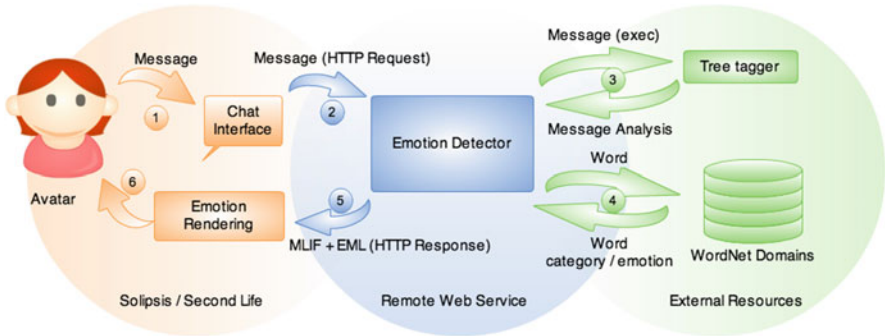 Message
1
Chat
Interface
Avatar
6
Emotion
Rendering
Solipsis / Second Life
Message (HTTP Request)
2
Emotion Detector
5
MLIF + EML (HTTP Response)
Remote Web Service
Message (exec)
3
Tree tagger
Message Analysis
Word
4
Word
category / emotion
WordNet Domains
External Resources